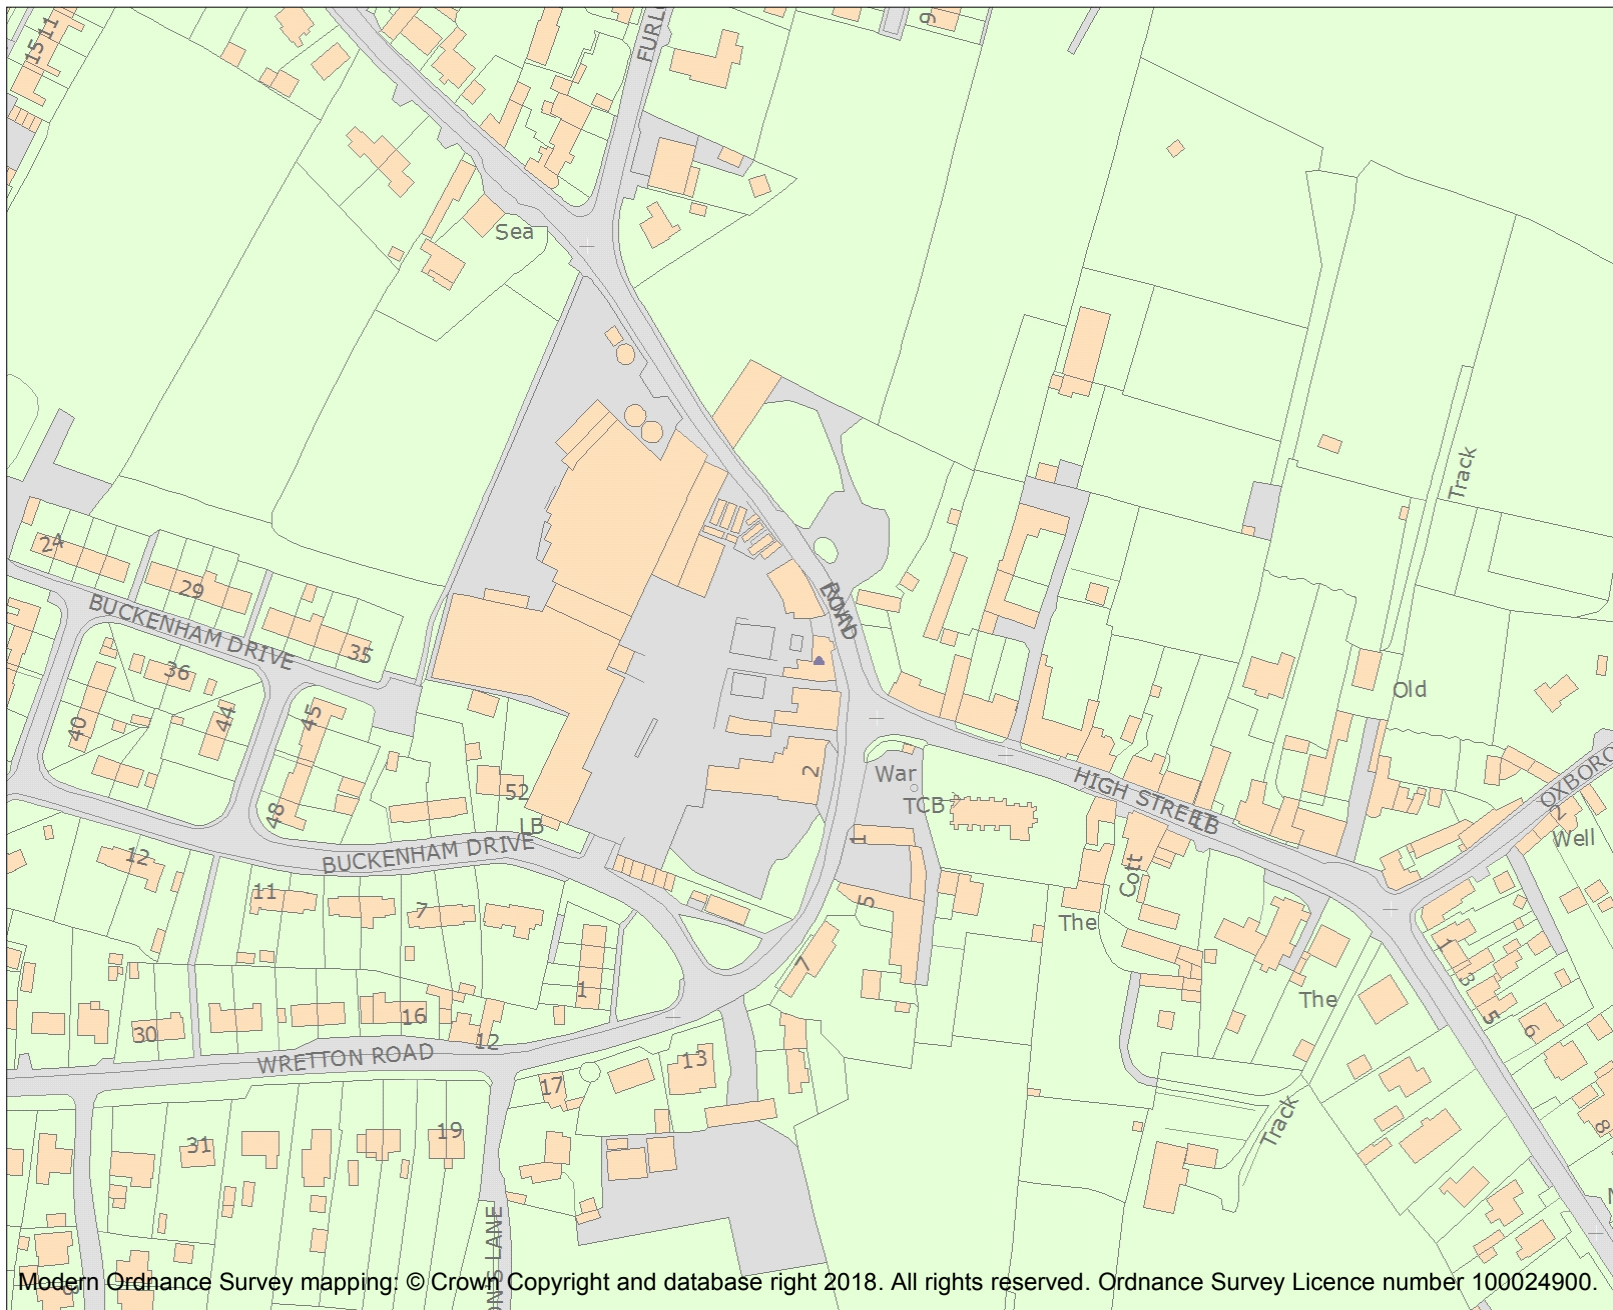 11
15
9
FURL
Sea
24
29
BUCKENHAM DRIVE
35
36
40
44
45
48
52
LB
BUCKENHAM DRIVE
ROAD
2
War
TCB
1
5
7
HIGH STREET
LB
Cott
The
Track
Old
OXBORO
2
Well
The
1
3
5
6
8
Track
12
11
7
1
30
16
12
WRETTON ROAD
17
13
31
19
NS LANE
Modern Ordnance Survey mapping: © Crown Copyright and database right 2018. All rights reserved. Ordnance Survey Licence number 100024900.